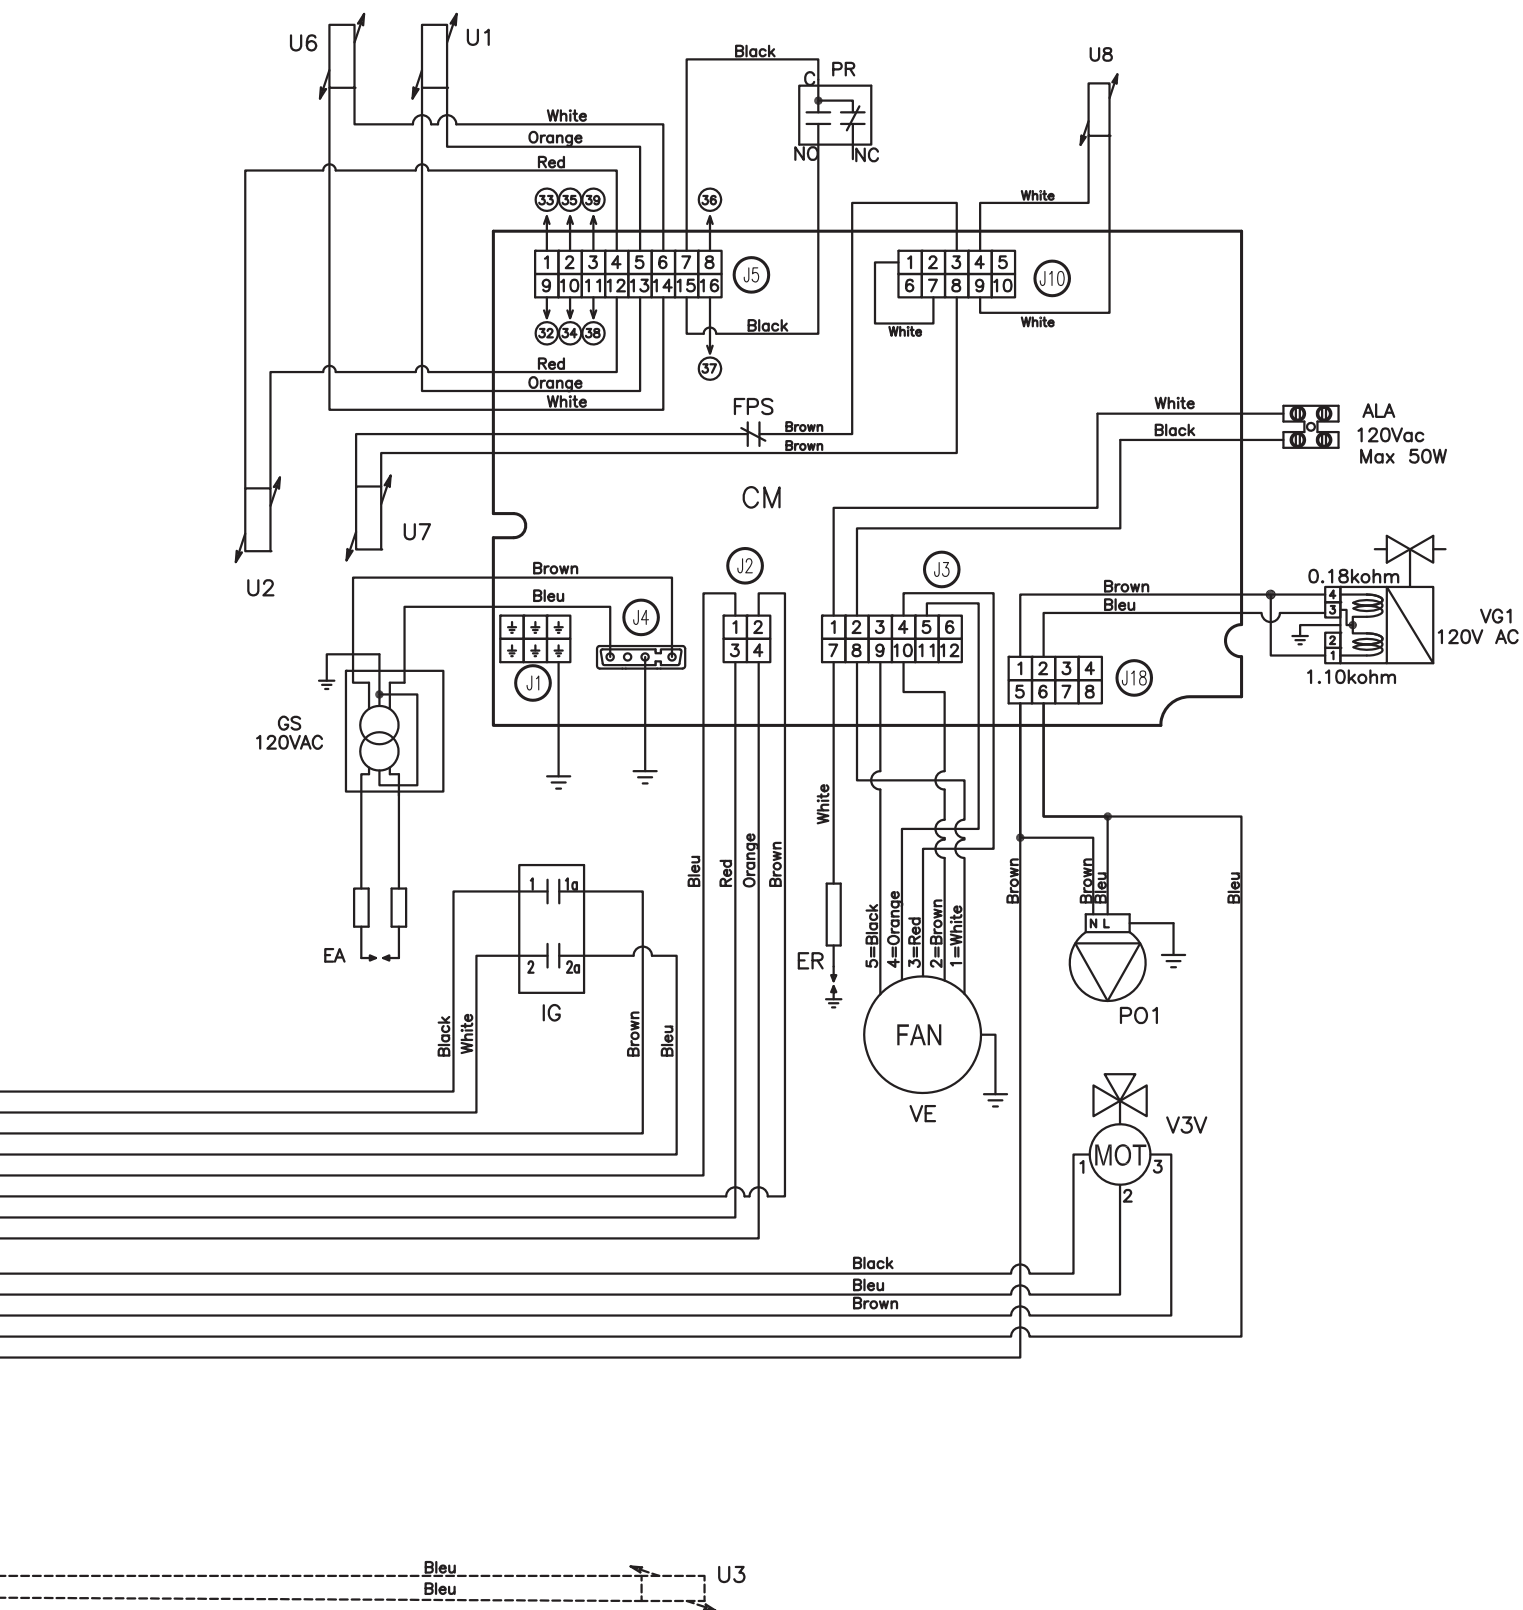 U6
U1
Black
C
PR
U8
White
Orange
Red
NO
NC
White
33
35
39
36
1 2 3 4 5 6 7 8
9 10 11 12 13 14 15 16
J5
1 2 3 4 5
6 7 8 9 10
J10
32
34
38
37
Black
White
White
Red
Orange
White
FPS
Brown
Brown
White
Black
ALA
120Vac
Max 50W
CM
U7
U2
Brown
Bleu
J4
J1
J2
1 2
3 4
J3
1 2 3 4 5 6
7 8 9 10 11 12
Brown
Bleu
0.18kohm
4
3
2
1
1.10kohm
VG1
120V AC
1 2 3 4
5 6 7 8
J18
GS
120VAC
White
Bleu
Red
Orange
Brown
1
1a
2
2a
IG
EA
ER
5=Black
4=Orange
3=Red
2=Brown
1=White
Brown
Brown
Bleu
Bleu
N L
PO1
FAN
VE
Black
White
Brown
Bleu
V3V
MOT
1
3
2
Black
Bleu
Brown
Bleu
Bleu
U3